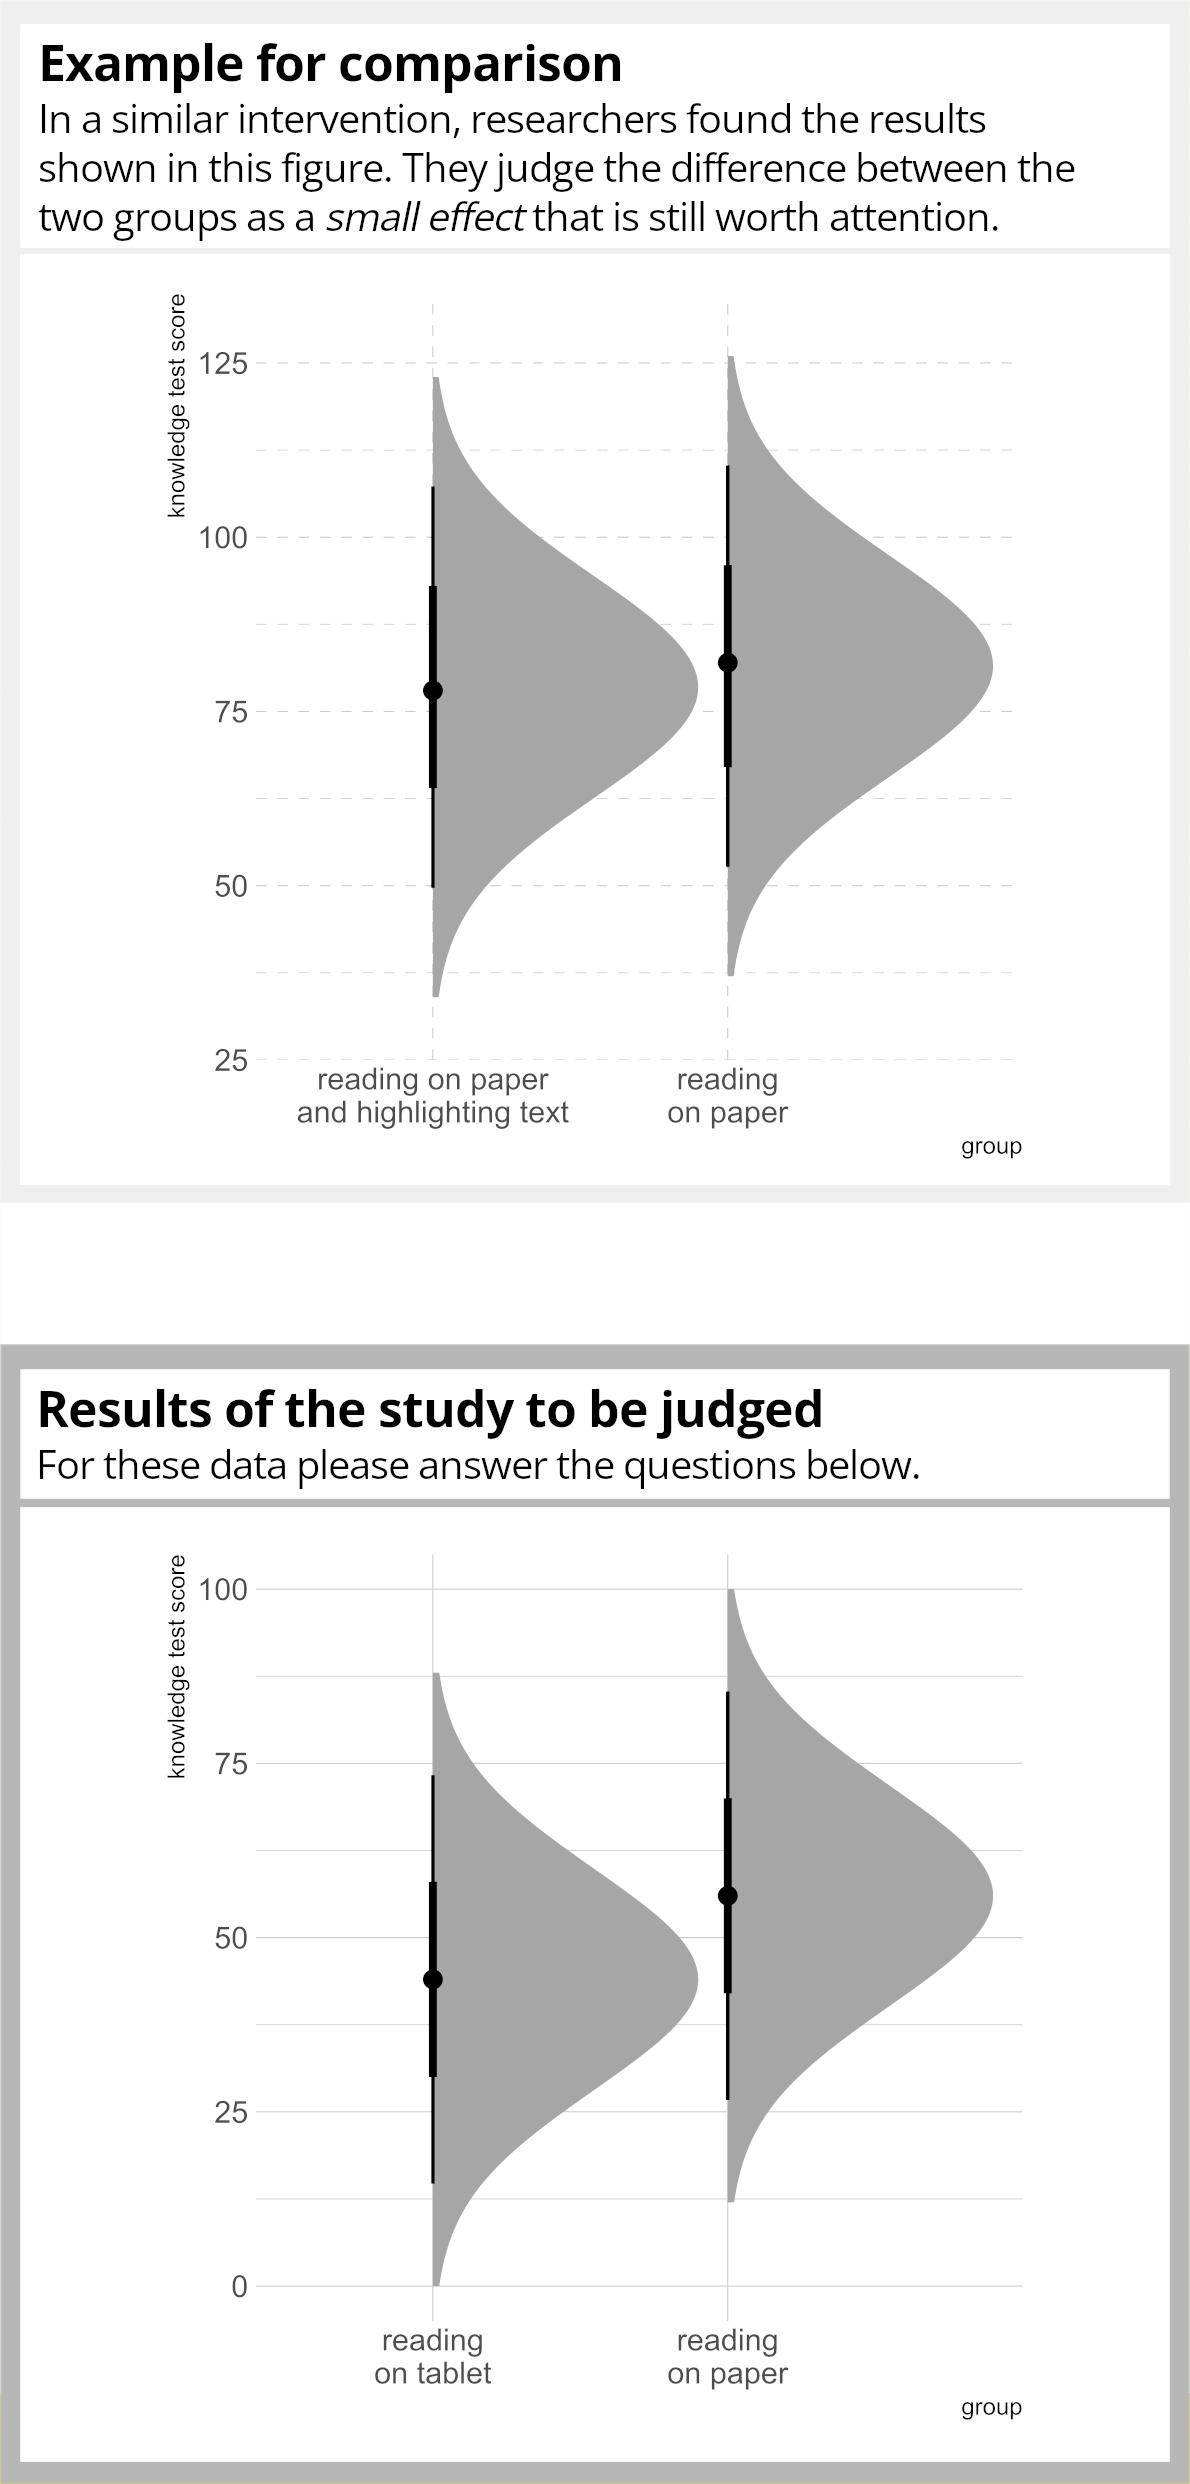 Example for comparison
In a similar intervention, researchers found the results
shown in this figure. They judge the difference between the
two groups as a small effect that is still worth attention.
knowledge test score
125
100
75
50
25
reading on paper
and highlighting text
reading
on paper
group
Results of the study to be judged
For these data please answer the questions below.
knowledge test score
100
75
50
25
0
reading
on tablet
reading
on paper
group